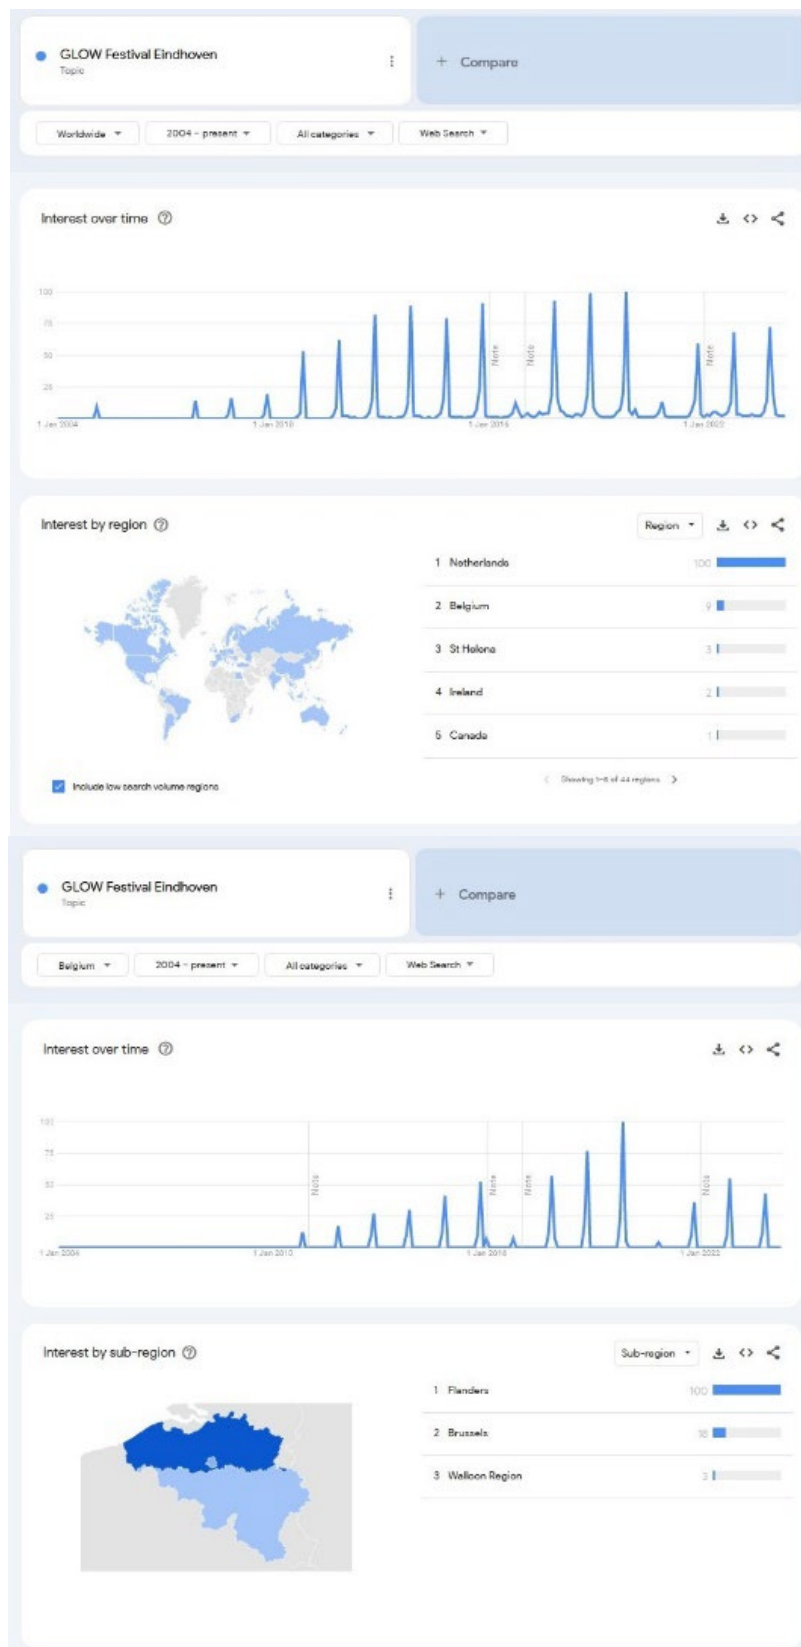 GLOW Festival Eindhoven
Topic
+ Compare
Worldwide
2004 - present
All categories
Web Search
Interest over time
100
75
50
25
Note
Note
Note
1 Jan 2004
1 Jan 2010
1 Jan 2016
1 Jan 2022
Interest by region
Region
1 Netherlands 100
2 Belgium 9
3 St Helena 3
4 Ireland 2
5 Canada 1
Include low search volume regions
Showing 1-5 of 44 regions
GLOW Festival Eindhoven
Topic
+ Compare
Belgium
2004 - present
All categories
Web Search
Interest over time
100
75
50
25
Note
Note
Note
Note
1 Jan 2004
1 Jan 2010
1 Jan 2016
1 Jan 2022
Interest by sub-region
Sub-region
1 Flanders 100
2 Brussels 18
3 Walloon Region 3